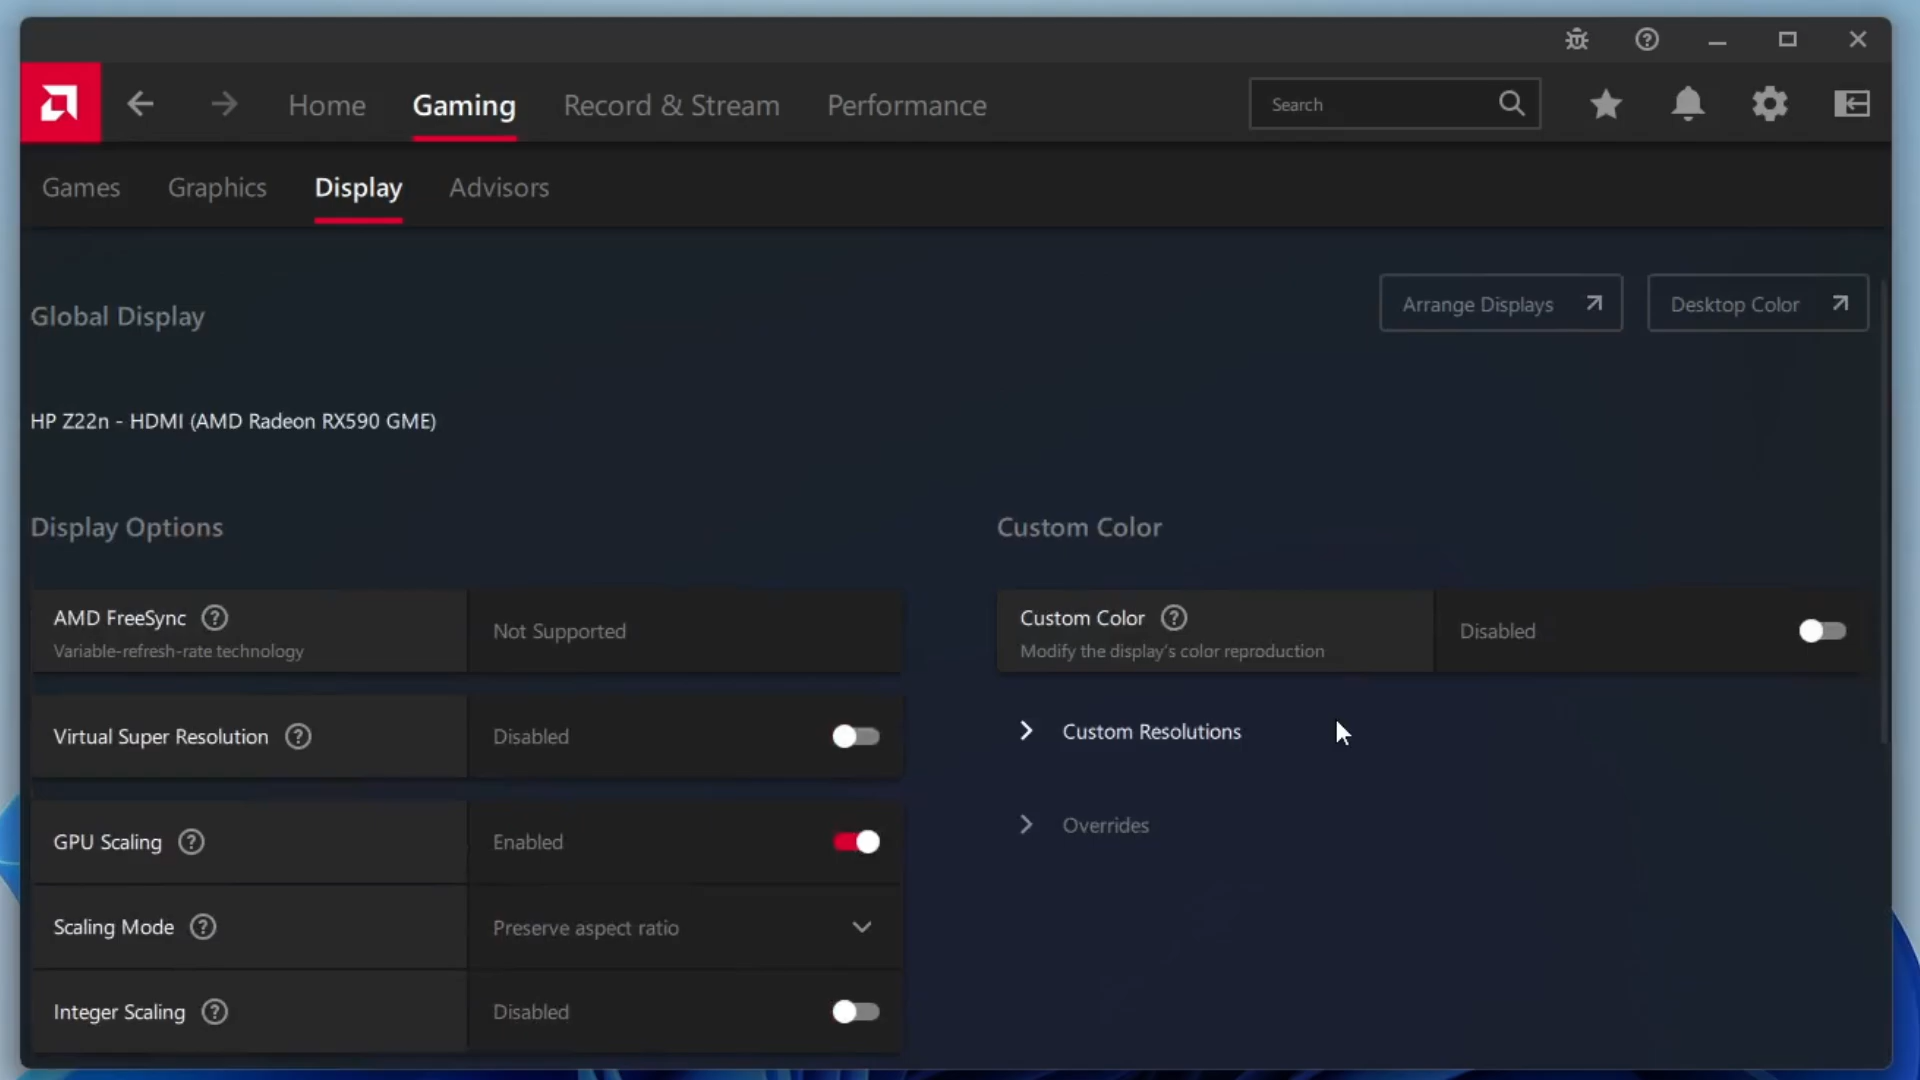 Home
Gaming
Record & Stream
Performance
Search
Games
Graphics
Display
Advisors
Global Display
Arrange Displays
Desktop Color
HP Z22n - HDMI (AMD Radeon RX590 GME)
Display Options
Custom Color
AMD FreeSync
Variable-refresh-rate technology
Not Supported
Custom Color
Modify the display's color reproduction
Disabled
Virtual Super Resolution
Disabled
Custom Resolutions
GPU Scaling
Enabled
Overrides
Scaling Mode
Preserve aspect ratio
Integer Scaling
Disabled